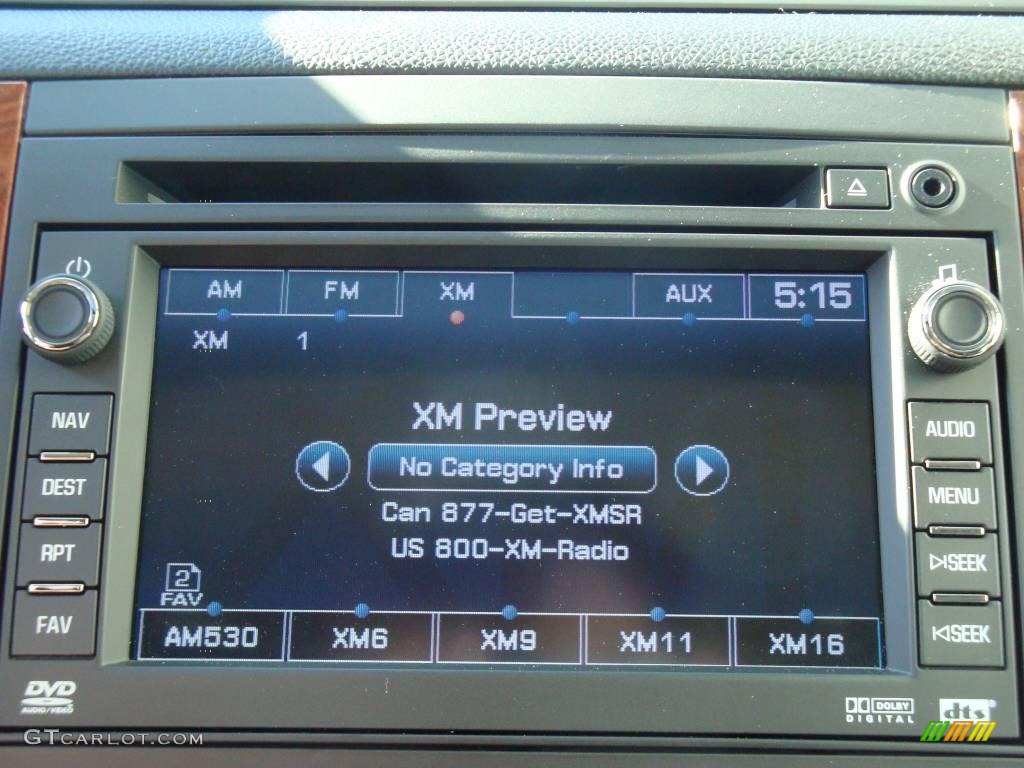 AM FM XM AUX 5:15
XM 1
XM Preview
No Category Info
Can 877-Get-XMSR
US 800-XM-Radio
2
FAV
AM530 XM6 XM9 XM11 XM16
NAV
DEST
RPT
FAV
AUDIO
MENU
SEEK
SEEK
DVD
AUDIO/VIDEO
DOLBY
DIGITAL
dts
GTCARLOT.COM